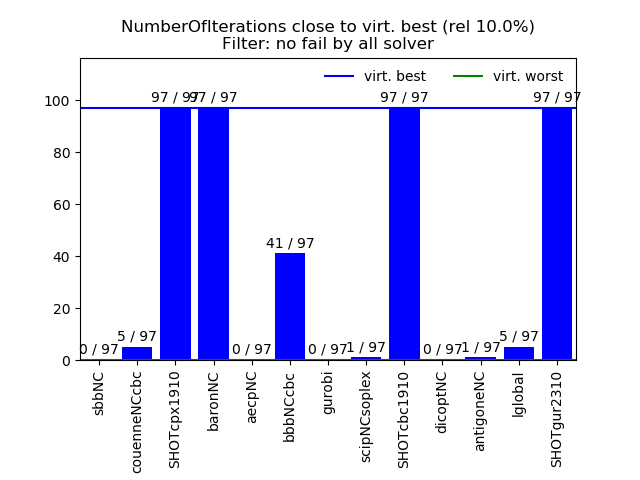 NumberOfIterations close to virt. best (rel 10.0%)
Filter: no fail by all solver
virt. best
virt. worst
100
80
60
40
20
0
0 / 97
5 / 97
97 / 97
97 / 97
0 / 97
41 / 97
0 / 97
1 / 97
97 / 97
0 / 97
1 / 97
5 / 97
97 / 97
sbbNC
couenneNCcbc
SHOTcpx1910
baronNC
aecpNC
bbbNCcbc
gurobi
scipNCsoplex
SHOTcbc1910
dicoptNC
antigoneNC
lglobal
SHOTgur2310